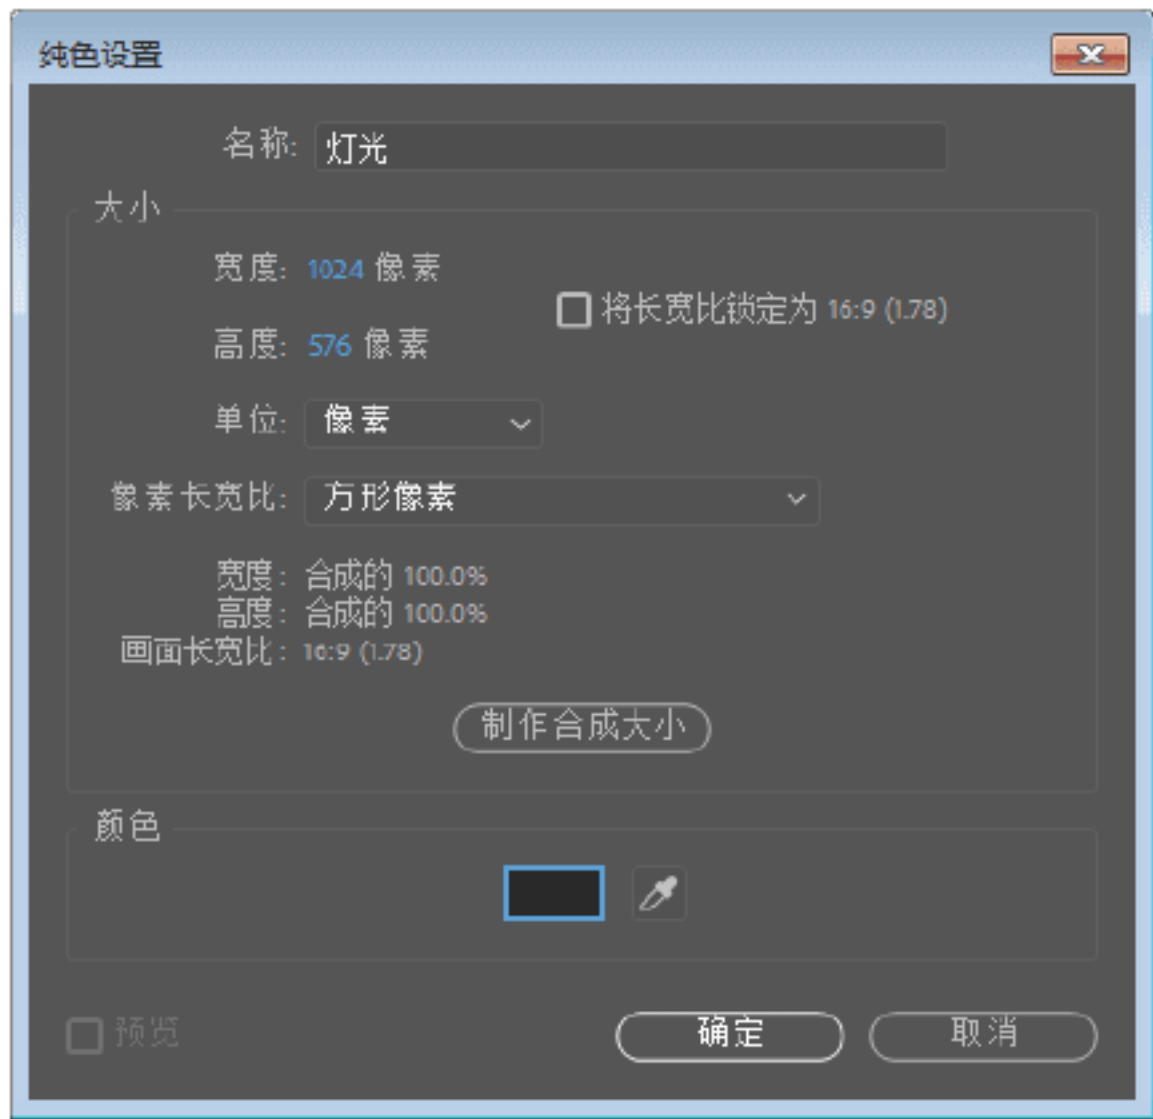 纯色设置
名称: 灯光
大小
宽度: 1024 像素
将长宽比锁定为 16:9 (1.78)
高度: 576 像素
单位: 像素
像素长宽比: 方形像素
宽度: 合成的 100.0%
高度: 合成的 100.0%
画面长宽比: 16:9 (1.78)
制作合成大小
颜色
预览
确定
取消